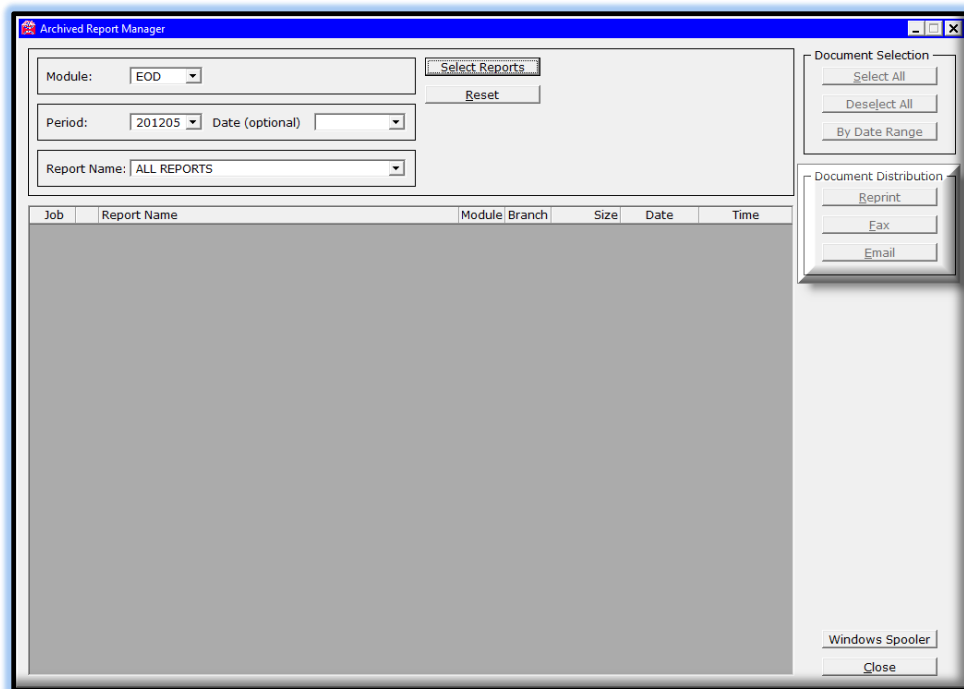 Archived Report Manager
Module: EOD
Select Reports
Reset
Period: 201205 Date (optional)
Report Name: ALL REPORTS
Document Selection
Select All
Deselect All
By Date Range
Document Distribution
Reprint
Fax
Email
Job Report Name Module Branch Size Date Time
Windows Spooler
Close